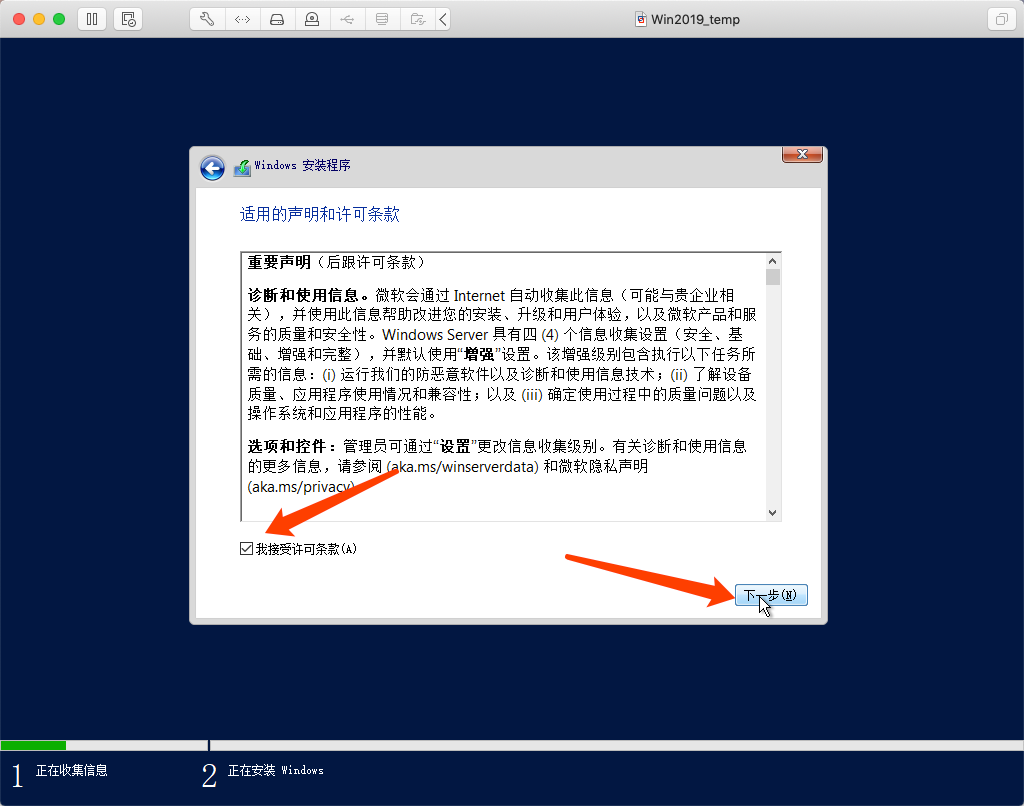 Win2019_temp
Windows 安装程序
适用的声明和许可条款
重要声明（后跟许可条款）
诊断和使用信息。微软会通过 Internet 自动收集此信息（可能与贵企业相
关），并使用此信息帮助改进您的安装、升级和用户体验，以及微软产品和服
务的质量和安全性。Windows Server 具有四 (4) 个信息收集设置（安全、基
础、增强和完整），并默认使用“增强”设置。该增强级别包含执行以下任务所
需的信息：(i) 运行我们的防恶意软件以及诊断和使用信息技术；(ii) 了解设备
质量、应用程序使用情况和兼容性；以及 (iii) 确定使用过程中的质量问题以及
操作系统和应用程序的性能。
选项和控件：管理员可通过“设置”更改信息收集级别。有关诊断和使用信息
的更多信息，请参阅 (aka.ms/winserverdata) 和微软隐私声明
(aka.ms/privacy)
我接受许可条款(A)
下一步(N)
1 正在收集信息
2 正在安装 Windows